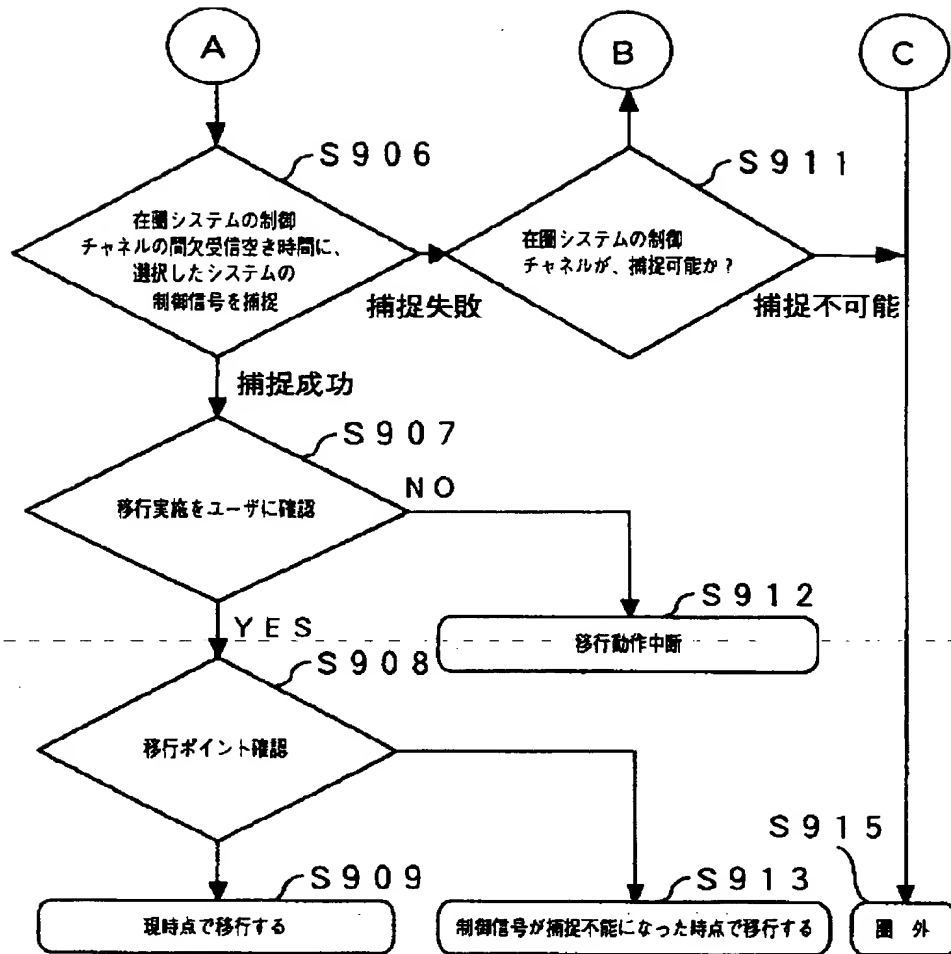 A
B
C
S906
S911
在圏システムの制御
チャネルの間欠受信空き時間に、
選択したシステムの
制御信号を捕捉
在圏システムの制御
チャネルが、捕捉可能か？
捕捉失敗
捕捉不可能
捕捉成功
S907
移行実施をユーザに確認
NO
S912
YES
移行動作中断
S908
移行ポイント確認
S915
S909
S913
現時点で移行する
制御信号が捕捉不能になった時点で移行する
圏 外